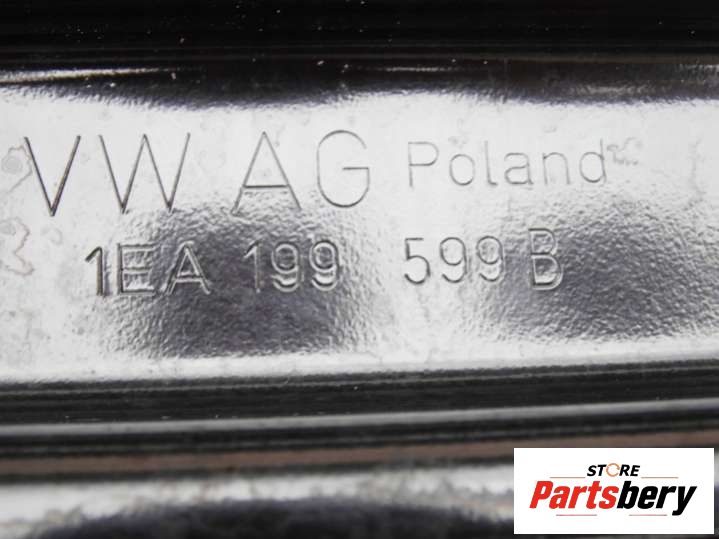 VW AG Poland
1EA 199 599 B
STORE
Partsbery